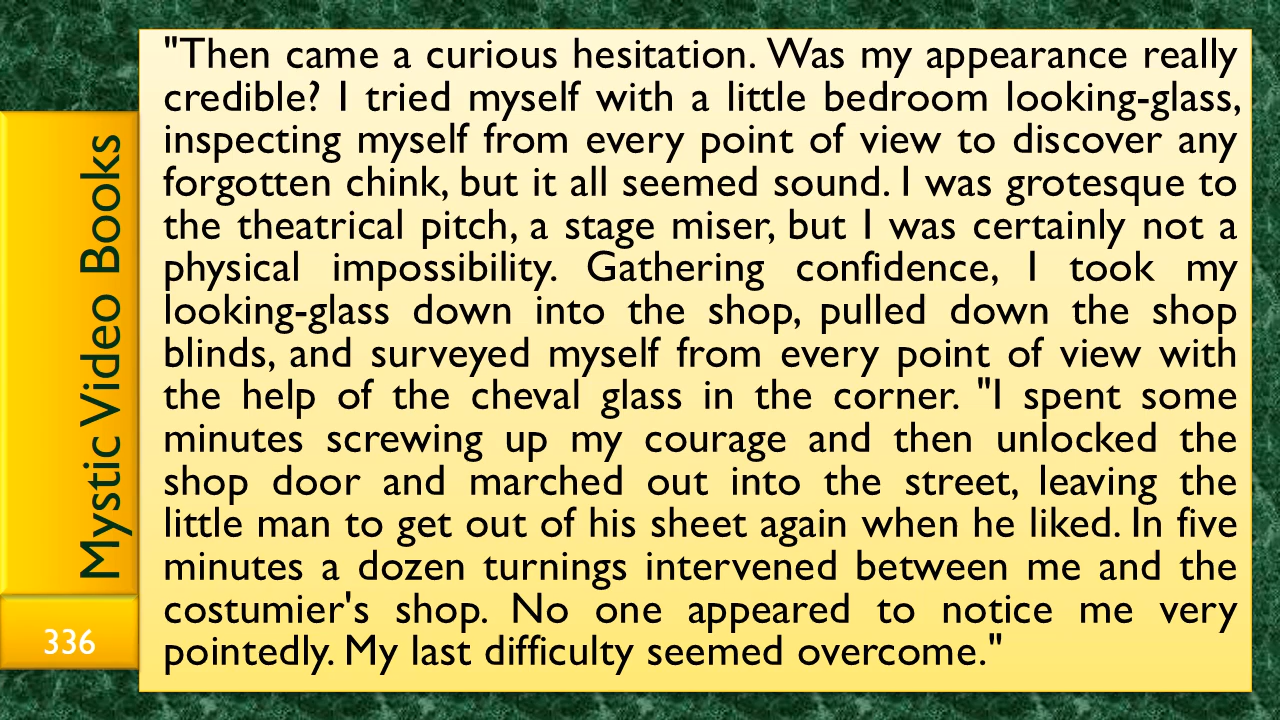 "Then came a curious hesitation. Was my appearance really
credible? I tried myself with a little bedroom looking-glass,
inspecting myself from every point of view to discover any
forgotten chink, but it all seemed sound. I was grotesque to
the theatrical pitch, a stage miser, but I was certainly not a
physical impossibility. Gathering confidence, I took my
looking-glass down into the shop, pulled down the shop
blinds, and surveyed myself from every point of view with
the help of the cheval glass in the corner. "I spent some
minutes screwing up my courage and then unlocked the
shop door and marched out into the street, leaving the
little man to get out of his sheet again when he liked. In five
minutes a dozen turnings intervened between me and the
costumier's shop. No one appeared to notice me very
pointedly. My last difficulty seemed overcome."
Mystic Video Books
336